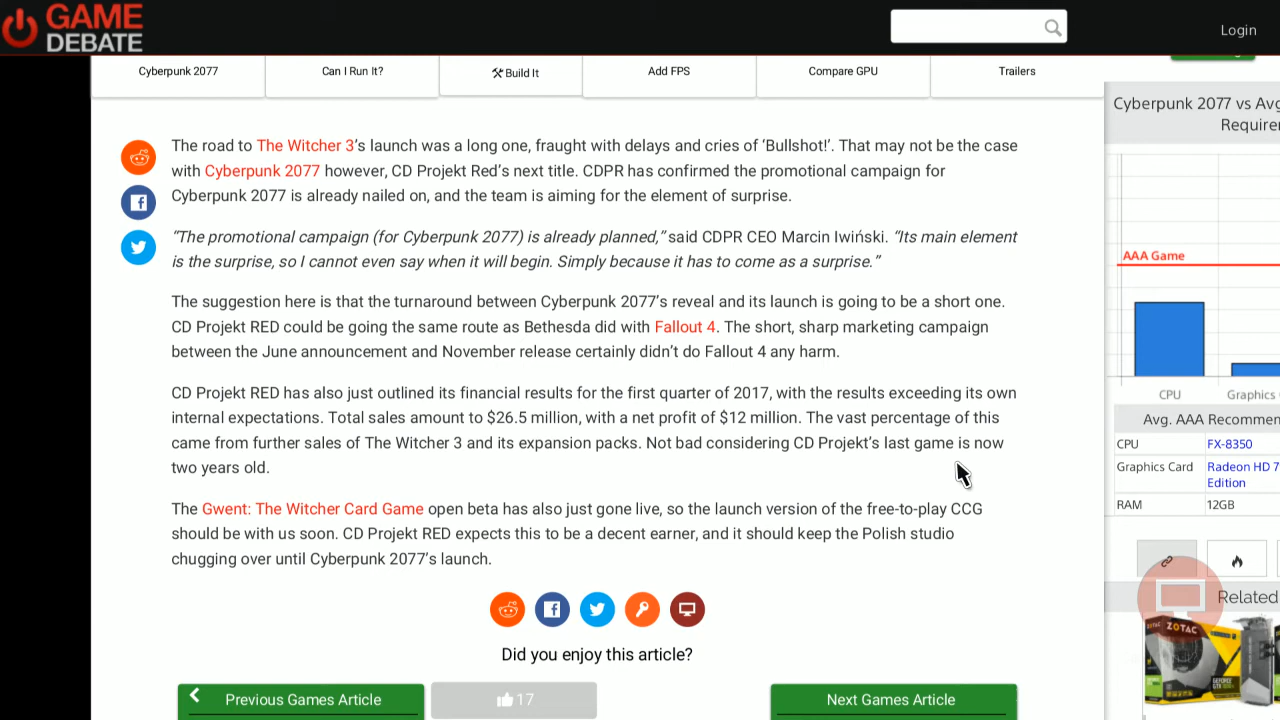 GAME
DEBATE
Login
Cyberpunk 2077
Can I Run It?
Build It
Add FPS
Compare GPU
Trailers
The road to The Witcher 3's launch was a long one, fraught with delays and cries of ‘Bullshot!’. That may not be the case
with Cyberpunk 2077 however, CD Projekt Red's next title. CDPR has confirmed the promotional campaign for
Cyberpunk 2077 is already nailed on, and the team is aiming for the element of surprise.
“The promotional campaign (for Cyberpunk 2077) is already planned,” said CDPR CEO Marcin Iwiński. “Its main element
is the surprise, so I cannot even say when it will begin. Simply because it has to come as a surprise.”
The suggestion here is that the turnaround between Cyberpunk 2077's reveal and its launch is going to be a short one.
CD Projekt RED could be going the same route as Bethesda did with Fallout 4. The short, sharp marketing campaign
between the June announcement and November release certainly didn't do Fallout 4 any harm.
CD Projekt RED has also just outlined its financial results for the first quarter of 2017, with the results exceeding its own
internal expectations. Total sales amount to $26.5 million, with a net profit of $12 million. The vast percentage of this
came from further sales of The Witcher 3 and its expansion packs. Not bad considering CD Projekt's last game is now
two years old.
The Gwent: The Witcher Card Game open beta has also just gone live, so the launch version of the free-to-play CCG
should be with us soon. CD Projekt RED expects this to be a decent earner, and it should keep the Polish studio
chugging over until Cyberpunk 2077's launch.
Did you enjoy this article?
Previous Games Article
17
Next Games Article
Cyberpunk 2077 vs Avg
Require
AAA Game
CPU
Graphics
Avg. AAA Recomme
CPU FX-8350
Graphics Card Radeon HD 7
Edition
RAM 12GB
Related
ZOTAC
ZOTAC
GEFORCE